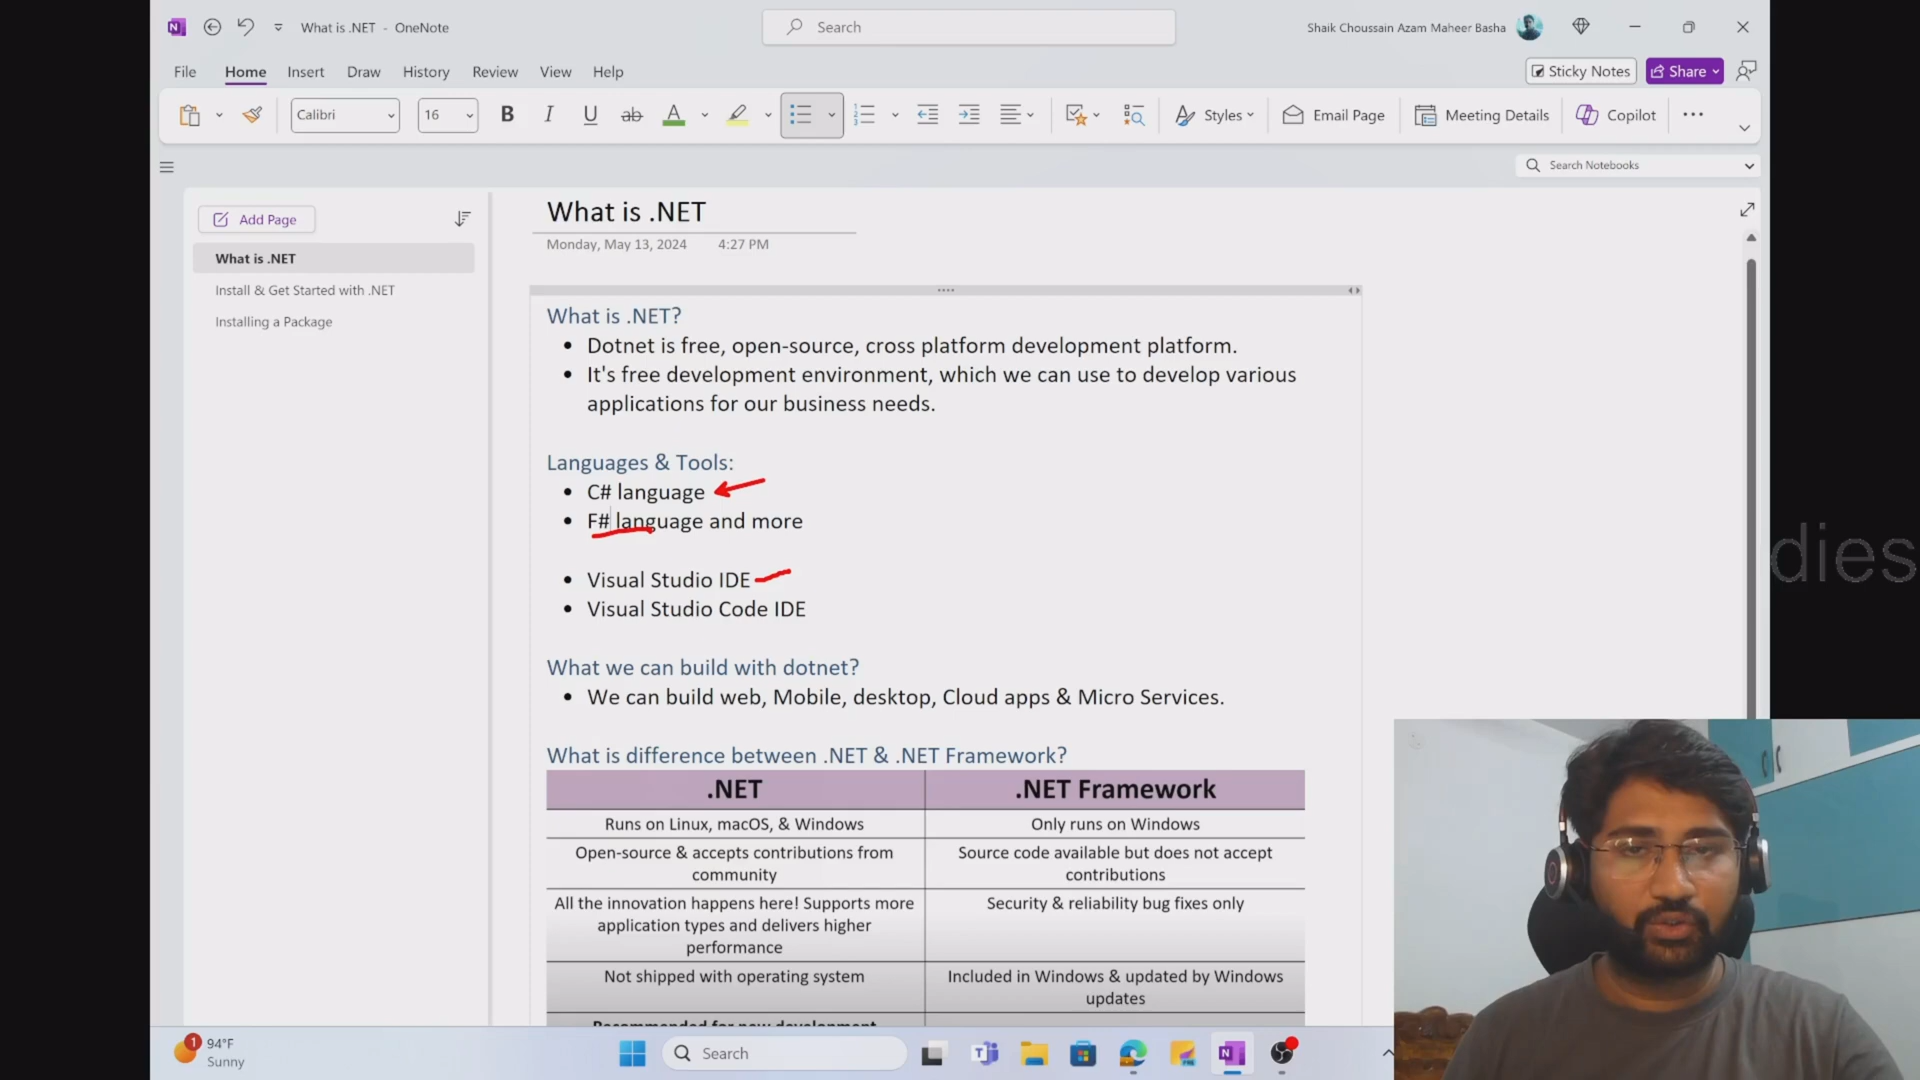 What is .NET - OneNote
Search
Shaik Choussain Azam Maheer Basha
File Home Insert Draw History Review View Help
Sticky Notes
Share
Calibri
16
B I U ab A
Styles
Email Page
Meeting Details
Copilot
Search Notebooks
Add Page
What is .NET
Install & Get Started with .NET
Installing a Package
What is .NET
Monday, May 13, 2024 4:27 PM
What is .NET?
• Dotnet is free, open-source, cross platform development platform.
• It's free development environment, which we can use to develop various
applications for our business needs.
Languages & Tools:
• C# language
• F# language and more
• Visual Studio IDE
• Visual Studio Code IDE
What we can build with dotnet?
• We can build web, Mobile, desktop, Cloud apps & Micro Services.
What is difference between .NET & .NET Framework?
.NET .NET Framework
Runs on Linux, macOS, & Windows Only runs on Windows
Open-source & accepts contributions from
community
Source code available but does not accept
contributions
All the innovation happens here! Supports more
application types and delivers higher
performance
Security & reliability bug fixes only
Not shipped with operating system
Included in Windows & updated by Windows
updates
Recommended for new development
dies
1
94°F
Sunny
Search